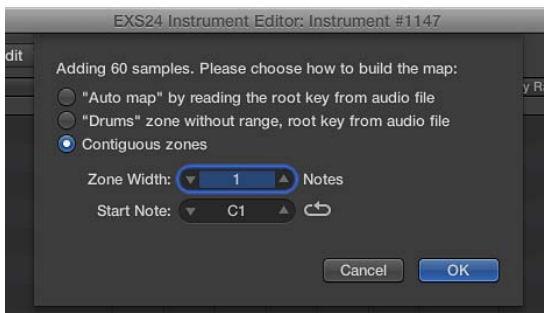 EXS24 Instrument Editor: Instrument #1147
dit
Adding 60 samples. Please choose how to build the map:
y Ra
"Auto map" by reading the root key from audio file
"Drums" zone without range, root key from audio file
Contiguous zones
Zone Width: 1 Notes
Start Note: C1
Cancel OK